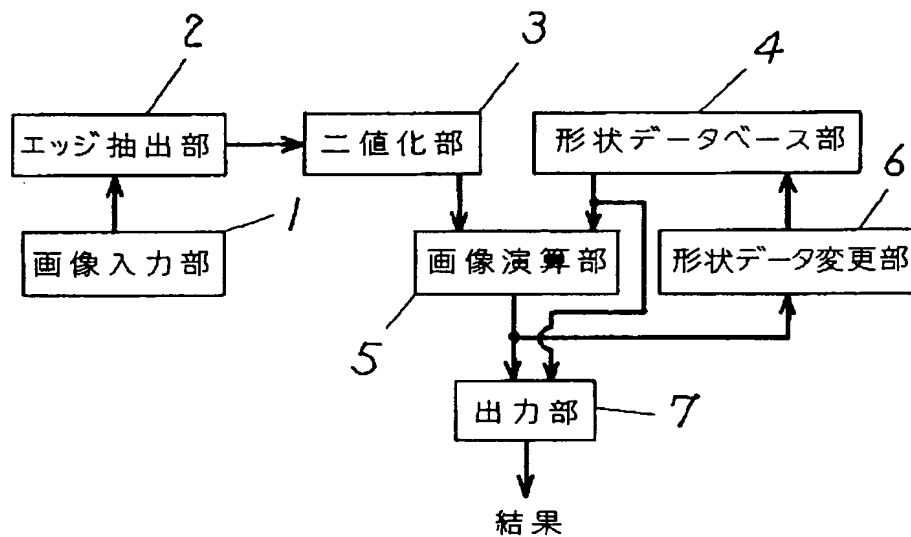 2
3
4
エッジ抽出部
二値化部
形状データベース部
6
1
画像入力部
画像演算部
形状データ変更部
5
出力部
7
結果